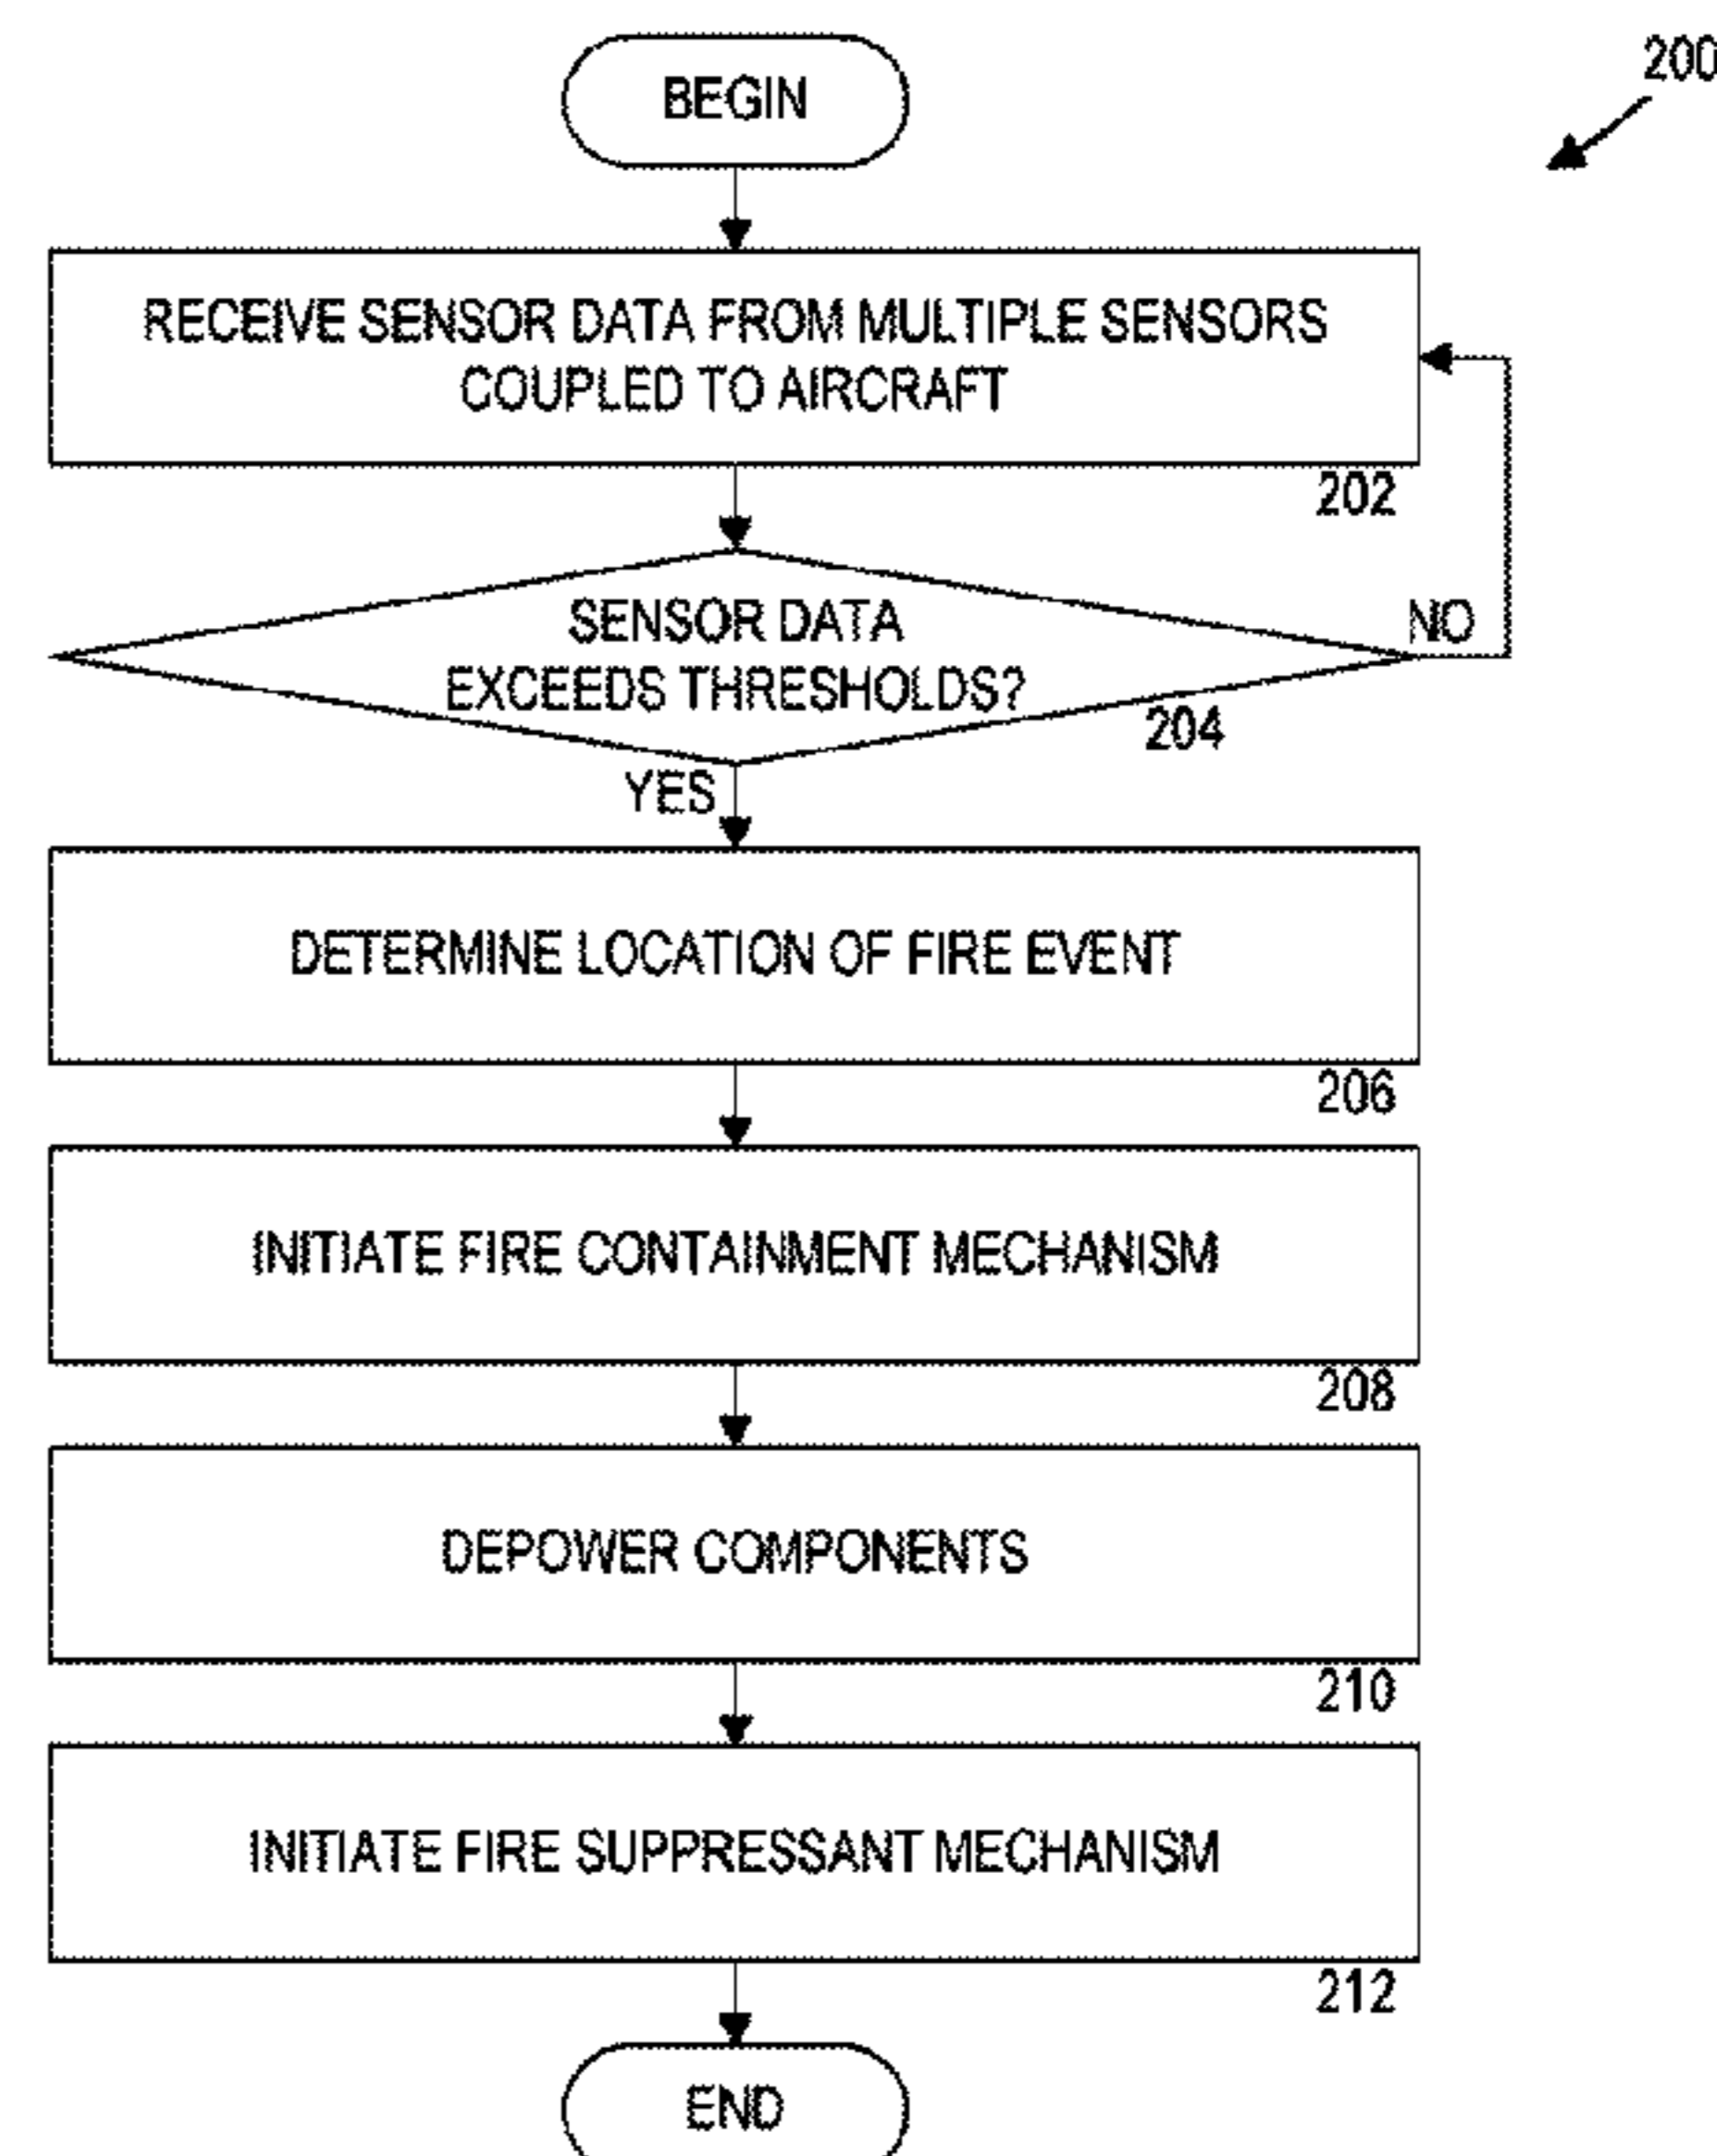 200
BEGIN
RECEIVE SENSOR DATA FROM MULTIPLE SENSORS
COUPLED TO AIRCRAFT
202
SENSOR DATA
EXCEEDS THRESHOLDS?
NO
204
YES
DETERMINE LOCATION OF FIRE EVENT
206
INITIATE FIRE CONTAINMENT MECHANISM
208
DEPOWER COMPONENTS
210
INITIATE FIRE SUPPRESSANT MECHANISM
212
END